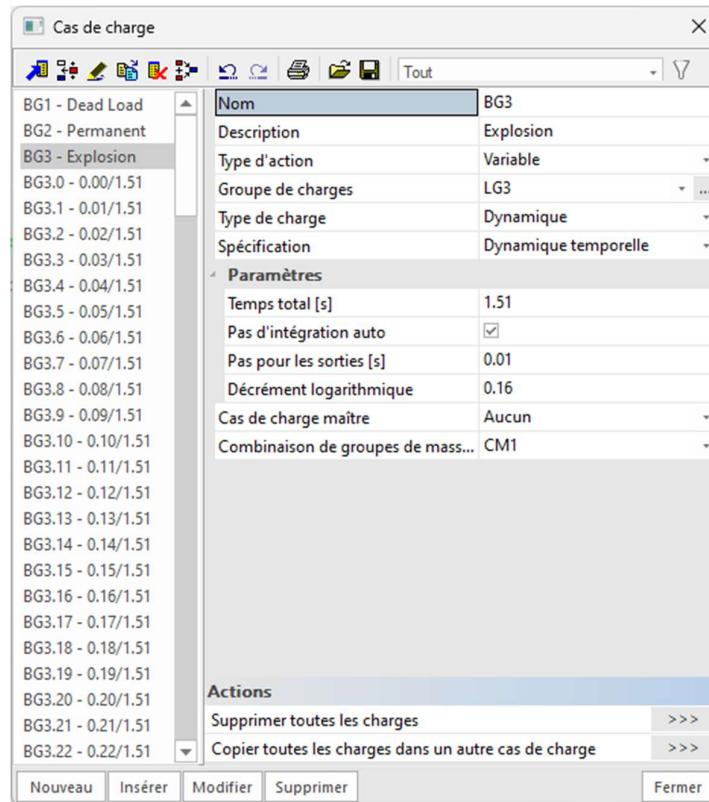 Cas de charge
Tout
BG1 - Dead Load
BG2 - Permanent
BG3 - Explosion
BG3.0 - 0.00/1.51
BG3.1 - 0.01/1.51
BG3.2 - 0.02/1.51
BG3.3 - 0.03/1.51
BG3.4 - 0.04/1.51
BG3.5 - 0.05/1.51
BG3.6 - 0.06/1.51
BG3.7 - 0.07/1.51
BG3.8 - 0.08/1.51
BG3.9 - 0.09/1.51
BG3.10 - 0.10/1.51
BG3.11 - 0.11/1.51
BG3.12 - 0.12/1.51
BG3.13 - 0.13/1.51
BG3.14 - 0.14/1.51
BG3.15 - 0.15/1.51
BG3.16 - 0.16/1.51
BG3.17 - 0.17/1.51
BG3.18 - 0.18/1.51
BG3.19 - 0.19/1.51
BG3.20 - 0.20/1.51
BG3.21 - 0.21/1.51
BG3.22 - 0.22/1.51
Nom BG3
Description Explosion
Type d'action Variable
Groupe de charges LG3 ...
Type de charge Dynamique
Spécification Dynamique temporelle
Paramètres
Temps total [s] 1.51
Pas d'intégration auto
Pas pour les sorties [s] 0.01
Décrément logarithmique 0.16
Cas de charge maître Aucun
Combinaison de groupes de mass... CM1
Actions
Supprimer toutes les charges >>>
Copier toutes les charges dans un autre cas de charge >>>
Nouveau Insérer Modifier Supprimer Fermer